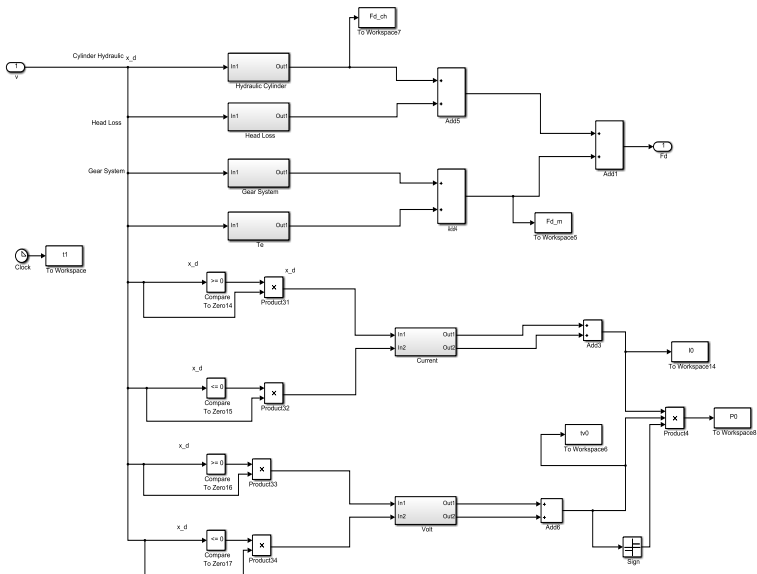 Fd_ch
To Workspace7
Cylinder Hydraulic
x_d
1
v
In1
Out1
Hydraulic Cylinder
+
+
Add5
Head Loss
In1
Out1
Head Loss
+
+
Add1
1
Fd
Gear System
In1
Out1
Gear System
+
+
In1
Out1
Te
Fd_m
To Workspace5
Clock
t1
To Workspace
x_d
>= 0
Compare
To Zero14
×
Product31
x_d
In1
In2
Out1
Out2
Current
+
+
Add3
I0
To Workspace14
x_d
<= 0
Compare
To Zero15
×
Product32
tv0
To Workspace6
×
Product4
P0
To Workspace8
x_d
>= 0
Compare
To Zero16
×
Product33
In1
In2
Out1
Out2
Volt
+
+
Add6
x_d
<= 0
Compare
To Zero17
×
Product34
Sign